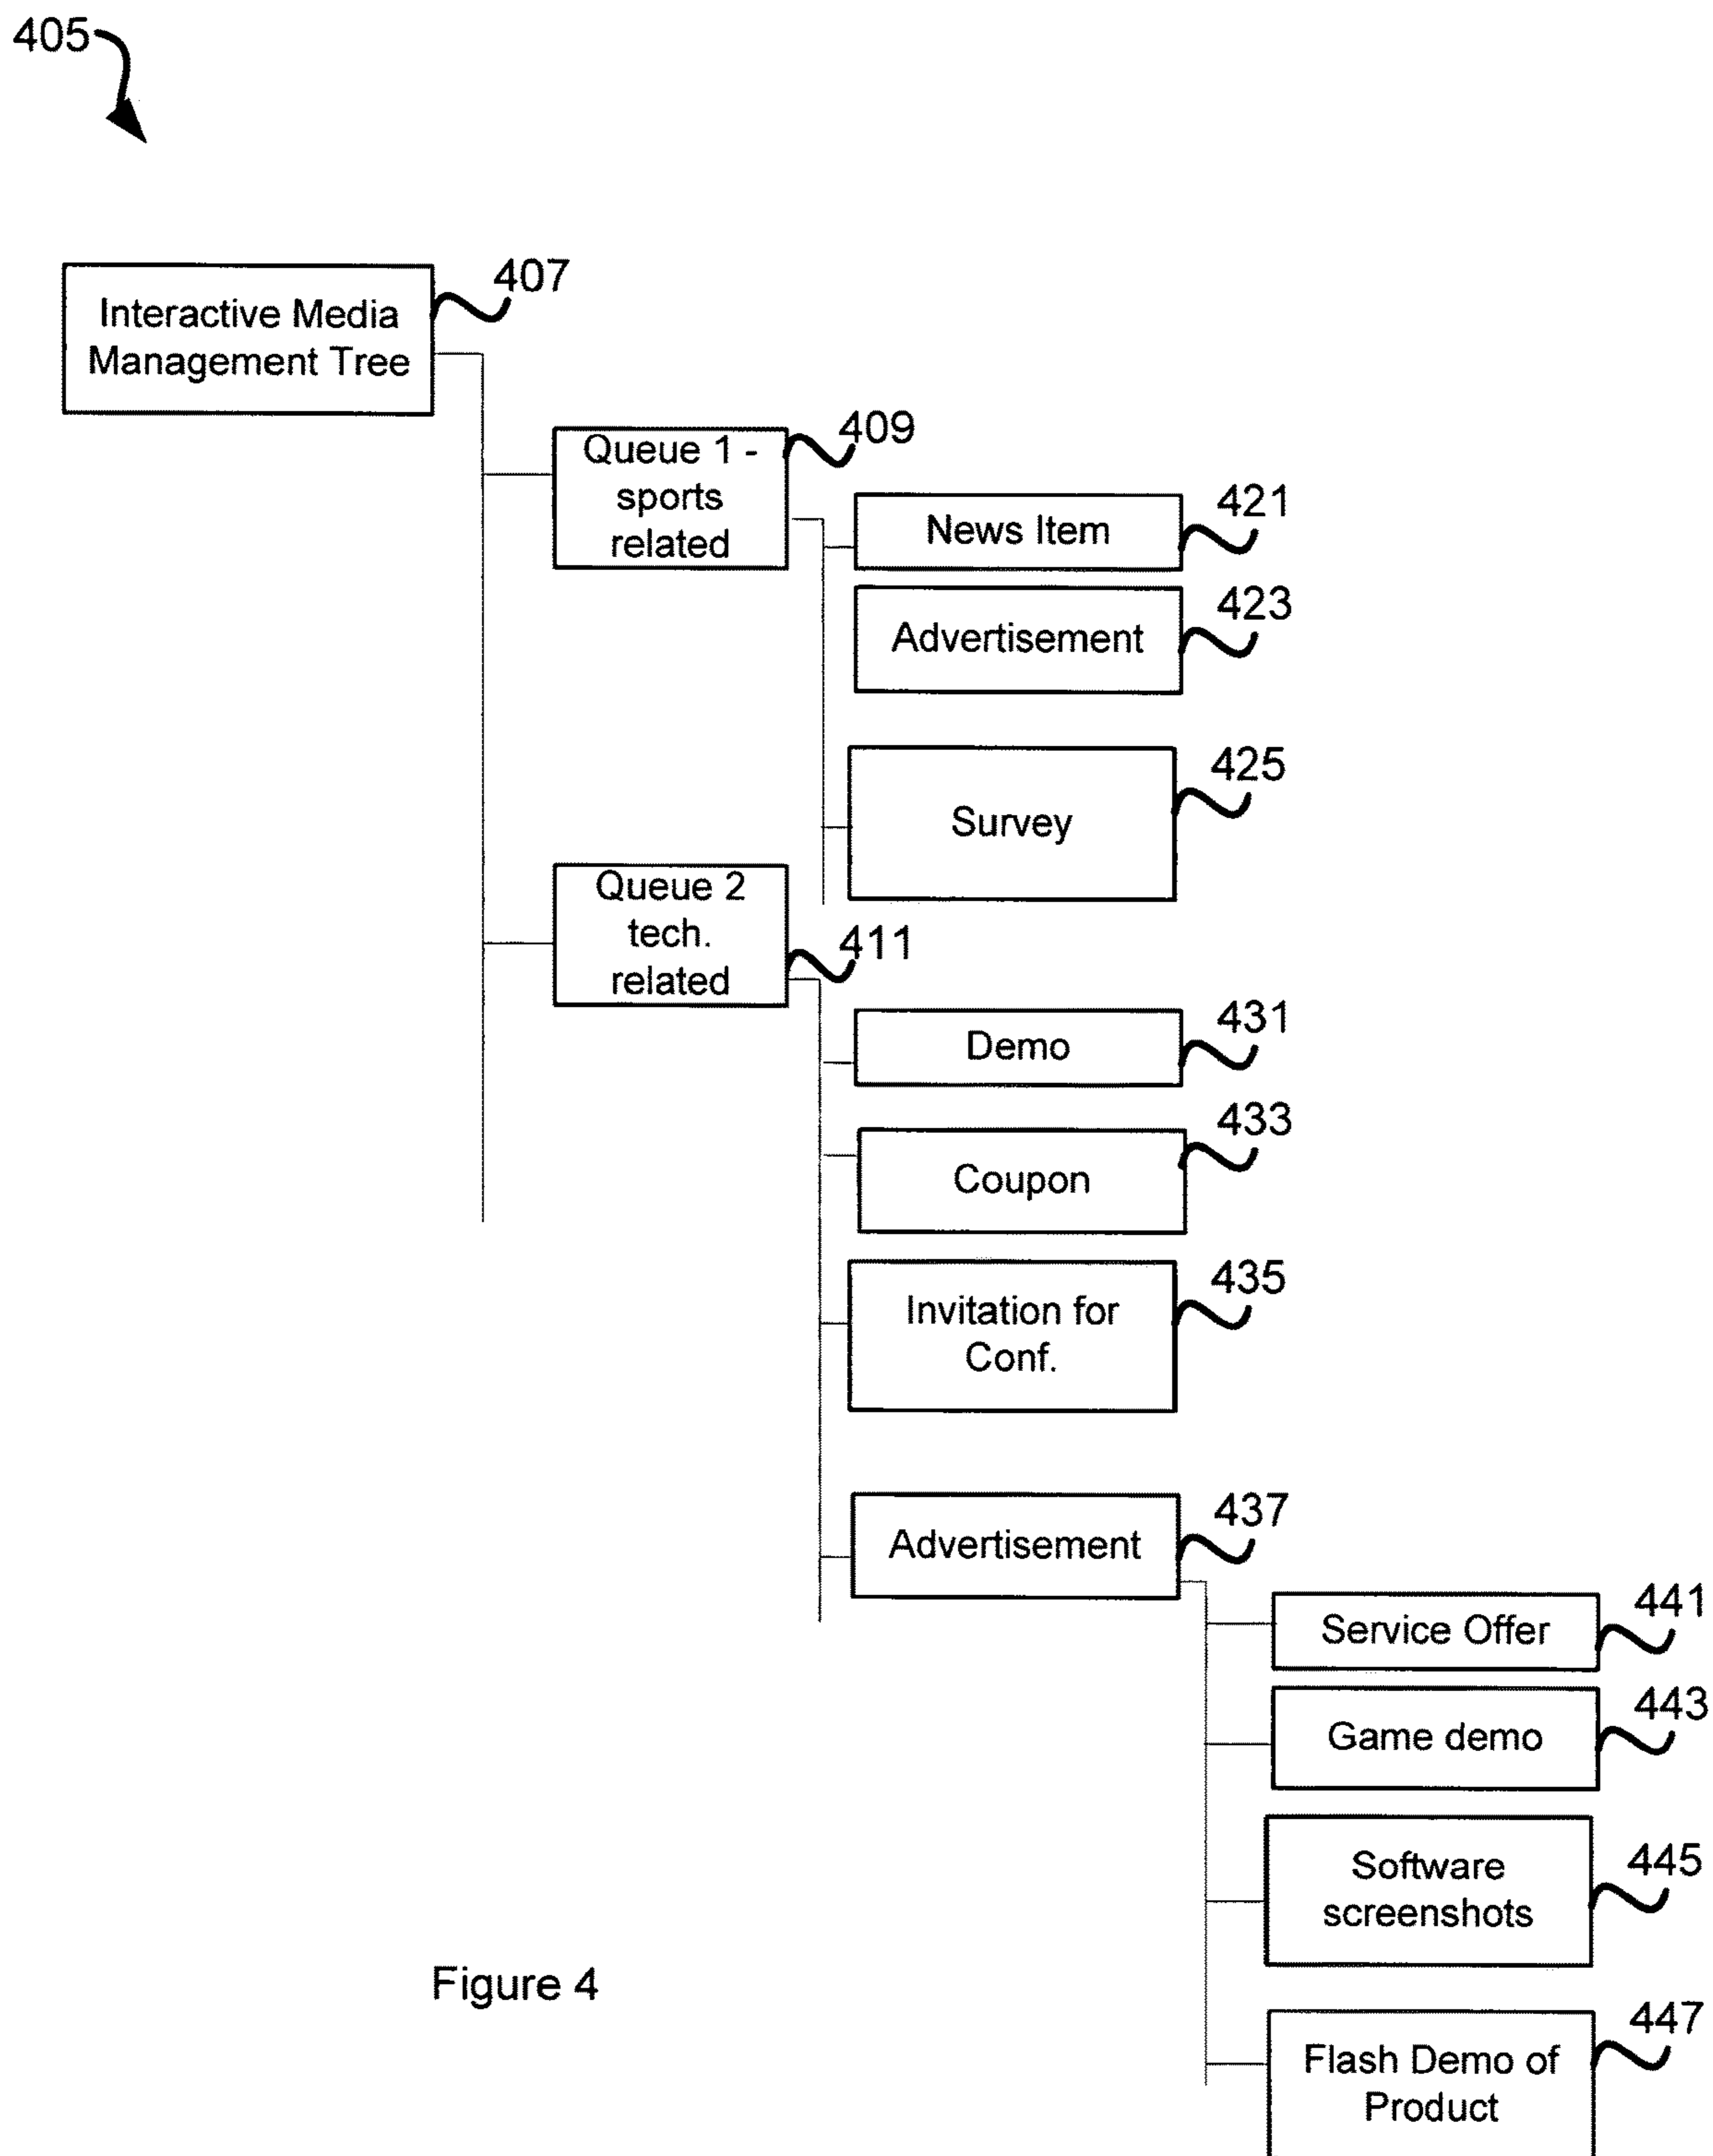 405
407
Interactive Media
Management Tree
409
Queue 1 -
sports
related
421
News Item
423
Advertisement
425
Survey
Queue 2
tech.
related
411
431
Demo
433
Coupon
435
Invitation for
Conf.
437
Advertisement
441
Service Offer
443
Game demo
445
Software
screenshots
447
Flash Demo of
Product
Figure 4